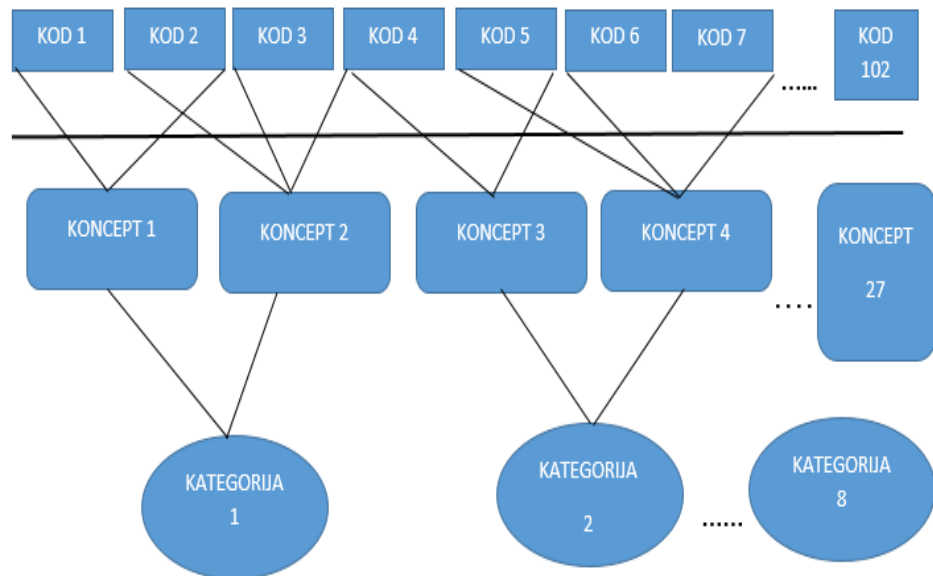 KOD 1
KOD 2
KOD 3
KOD 4
KOD 5
KOD 6
KOD 7
......
KOD
102
KONCEPT 1
KONCEPT 2
KONCEPT 3
KONCEPT 4
....
KONCEPT
27
KATEGORIJA
1
KATEGORIJA
2
......
KATEGORIJA
8